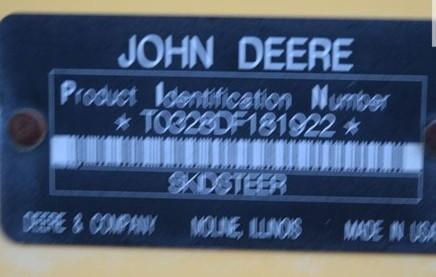 JOHN DEERE
Product Identification Number
* T0328DF181922 *
SKIDSTEER
DEERE & COMPANY MOLINE, ILLINOIS MADE IN USA